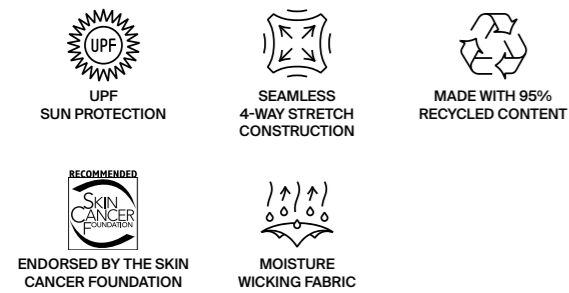 UPF
UPF
SUN PROTECTION
SEAMLESS
4-WAY STRETCH
CONSTRUCTION
MADE WITH 95%
RECYCLED CONTENT
RECOMMENDED
SKIN
CANCER
FOUNDATION
ENDORSED BY THE SKIN
CANCER FOUNDATION
MOISTURE
WICKING FABRIC